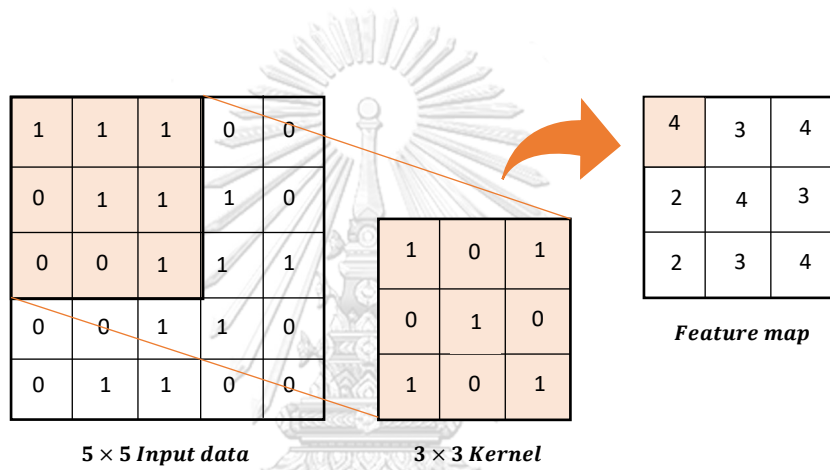 1 1 1 0 0
0 1 1 1 0
0 0 1 1 1
0 0 1 1 0
0 1 1 0 0
5 × 5 Input data
1 0 1
0 1 0
1 0 1
3 × 3 Kernel
4 3 4
2 4 3
2 3 4
Feature map